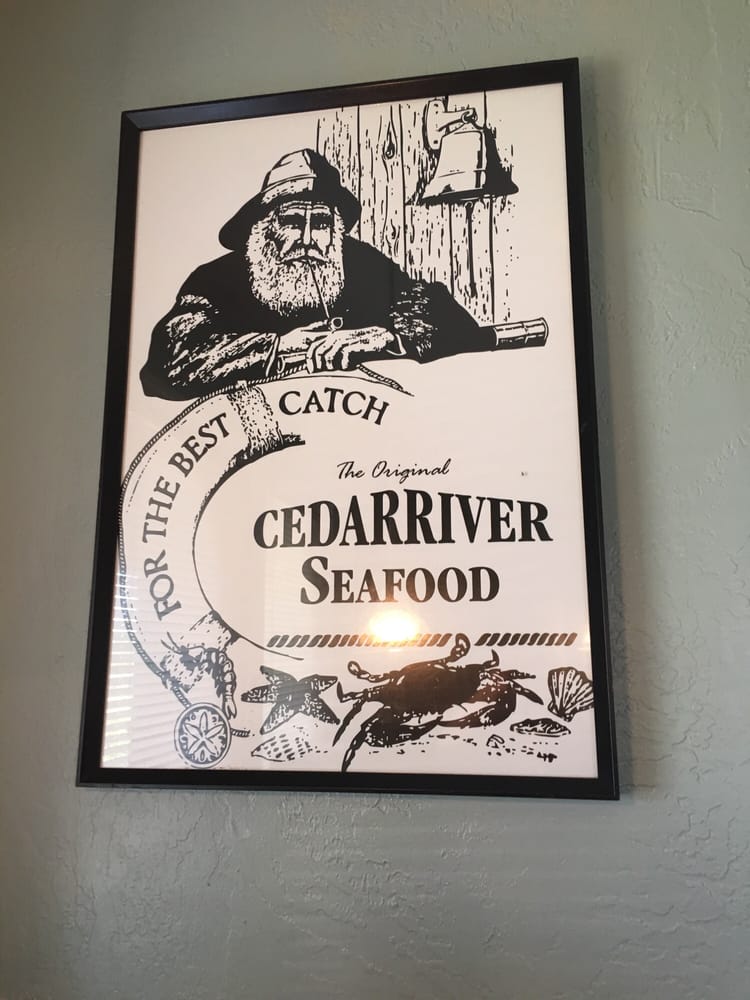 FOR THE BEST CATCH
The Original
CEDARRIVER
SEAFOOD